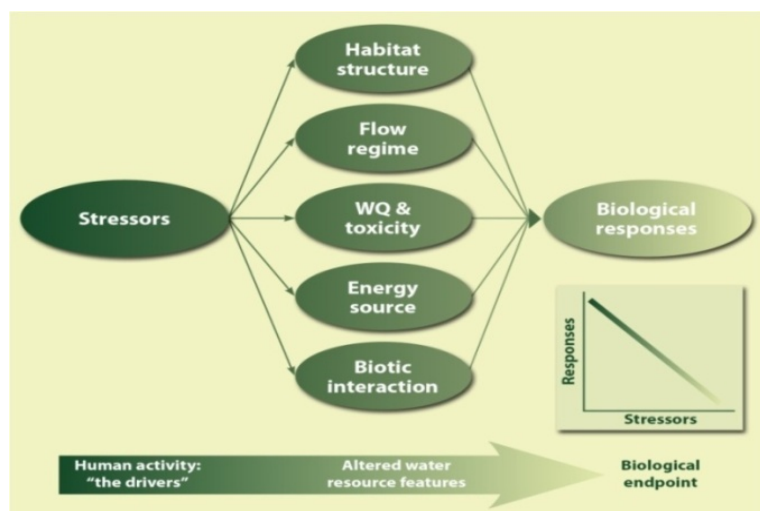 Habitat
structure
Flow
regime
Stressors
WQ &
toxicity
Biological
responses
Energy
source
Biotic
interaction
Responses
Stressors
Human activity:
"the drivers"
Altered water
resource features
Biological
endpoint